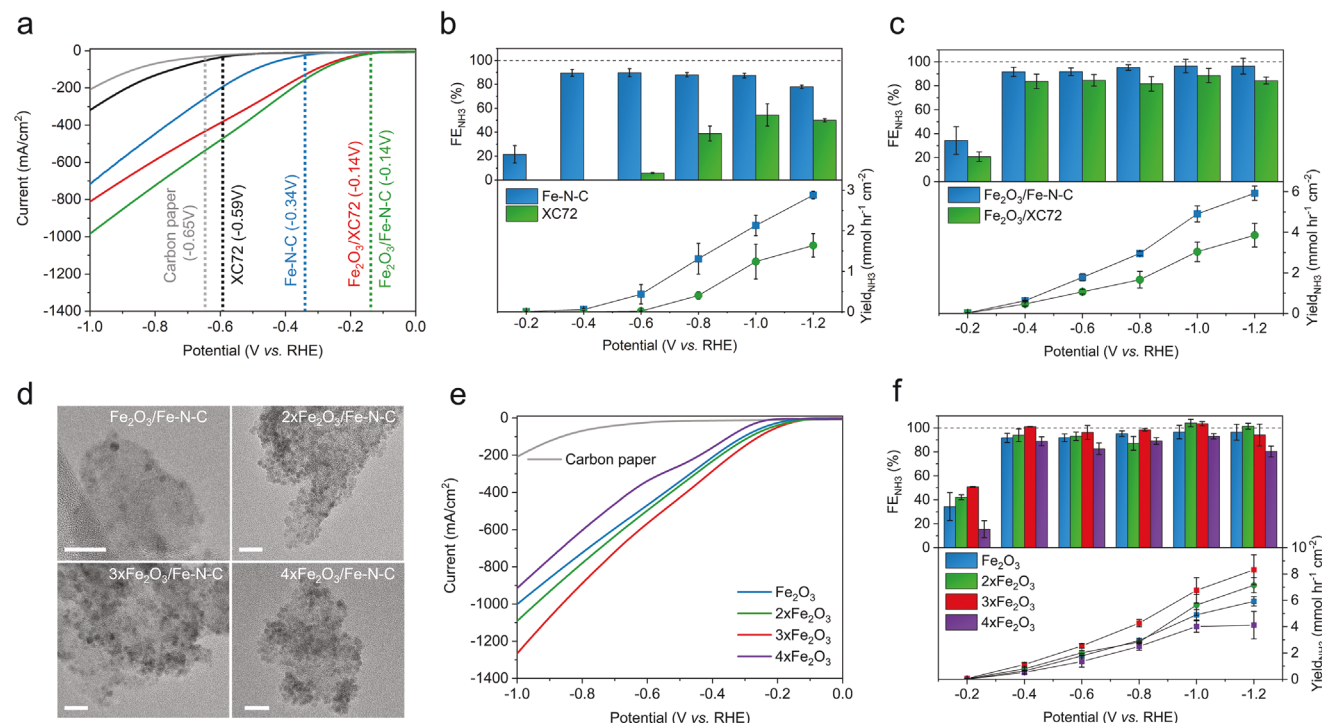 a
Current (mA/cm²)
0
-200
-400
-600
-800
-1000
-1200
-1400
Carbon paper
(-0.65V)
XC72 (-0.59V)
Fe-N-C (-0.34V)
Fe₂O₃/XC72 (-0.14V)
Fe₂O₃/Fe-N-C (-0.14V)
-1.0 -0.8 -0.6 -0.4 -0.2 0.0
Potential (V vs. RHE)
b
FE_NH3 (%)
100
80
60
40
20
Fe-N-C
XC72
3
2
1
0
Yield_NH3 (mmol hr⁻¹ cm⁻²)
-0.2 -0.4 -0.6 -0.8 -1.0 -1.2
Potential (V vs. RHE)
c
FE_NH3 (%)
100
80
60
40
20
0
Fe₂O₃/Fe-N-C
Fe₂O₃/XC72
6
4
2
0
Yield_NH3 (mmol hr⁻¹ cm⁻²)
-0.2 -0.4 -0.6 -0.8 -1.0 -1.2
Potential (V vs. RHE)
d
Fe₂O₃/Fe-N-C
2xFe₂O₃/Fe-N-C
3xFe₂O₃/Fe-N-C
4xFe₂O₃/Fe-N-C
e
Current (mA/cm²)
0
-200
-400
-600
-800
-1000
-1200
-1400
Carbon paper
Fe₂O₃
2xFe₂O₃
3xFe₂O₃
4xFe₂O₃
-1.0 -0.8 -0.6 -0.4 -0.2 0.0
Potential (V vs. RHE)
f
FE_NH3 (%)
100
80
60
40
20
0
Fe₂O₃
2xFe₂O₃
3xFe₂O₃
4xFe₂O₃
10
8
6
4
2
0
Yield_NH3 (mmol hr⁻¹ cm⁻²)
-0.2 -0.4 -0.6 -0.8 -1.0 -1.2
Potential (V vs. RHE)